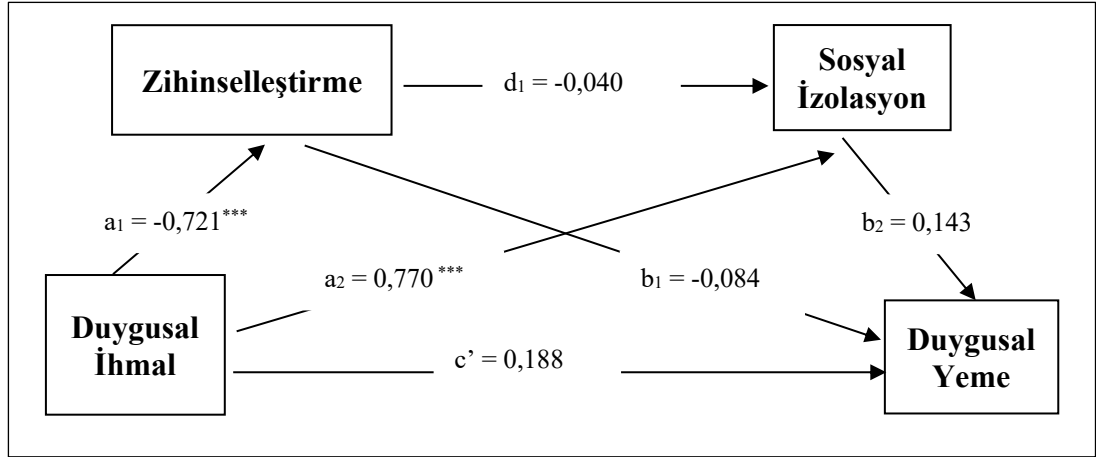 Zihinselleştirme
d₁ = -0,040
Sosyal
İzolasyon
a₁ = -0,721***
b₂ = 0,143
a₂ = 0,770 ***
b₁ = -0,084
Duygusal
İhmal
c’ = 0,188
Duygusal
Yeme